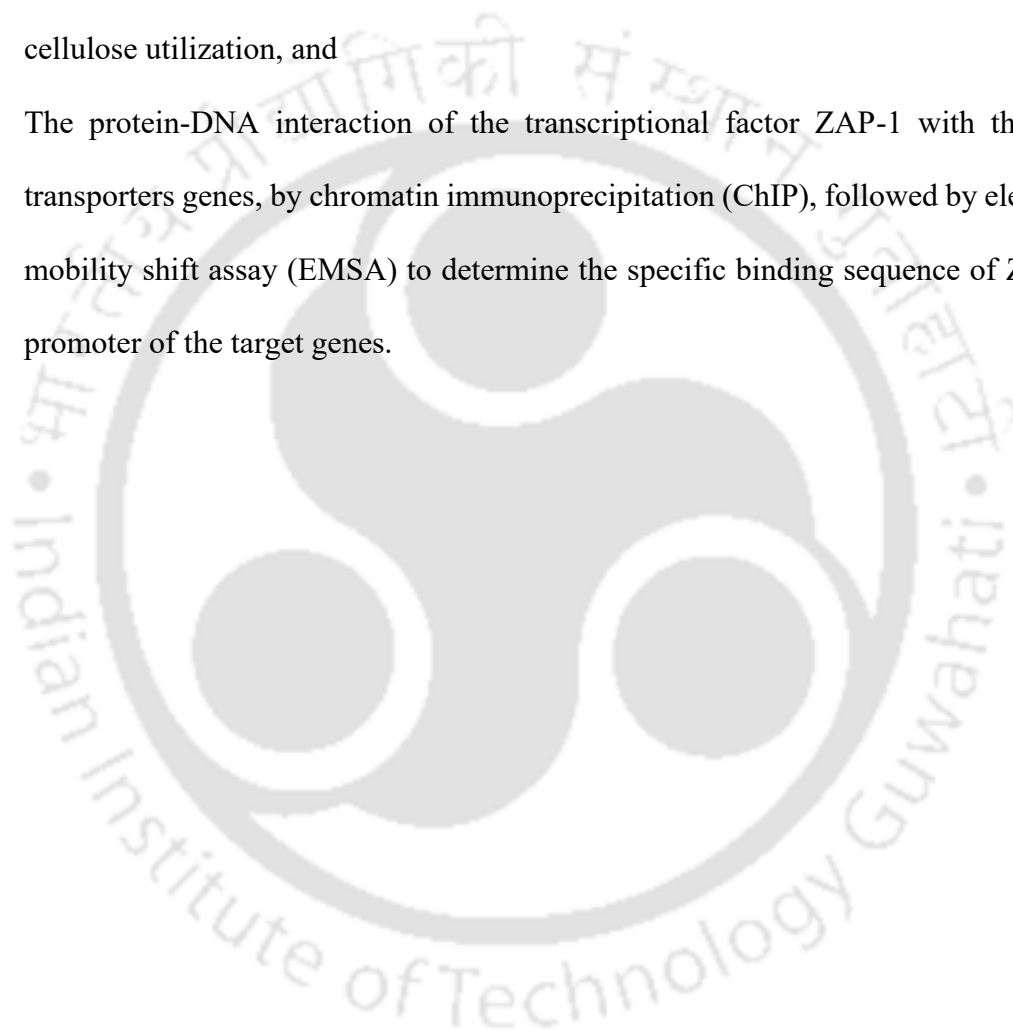 cellulose utilization, and
The protein-DNA interaction of the transcriptional factor ZAP-1 with th
transporters genes, by chromatin immunoprecipitation (ChIP), followed by ele
mobility shift assay (EMSA) to determine the specific binding sequence of Z
promoter of the target genes.
भारतीय प्रौद्योगिकी संस्थान गुवाहाटी
Indian Institute of Technology Guwahati